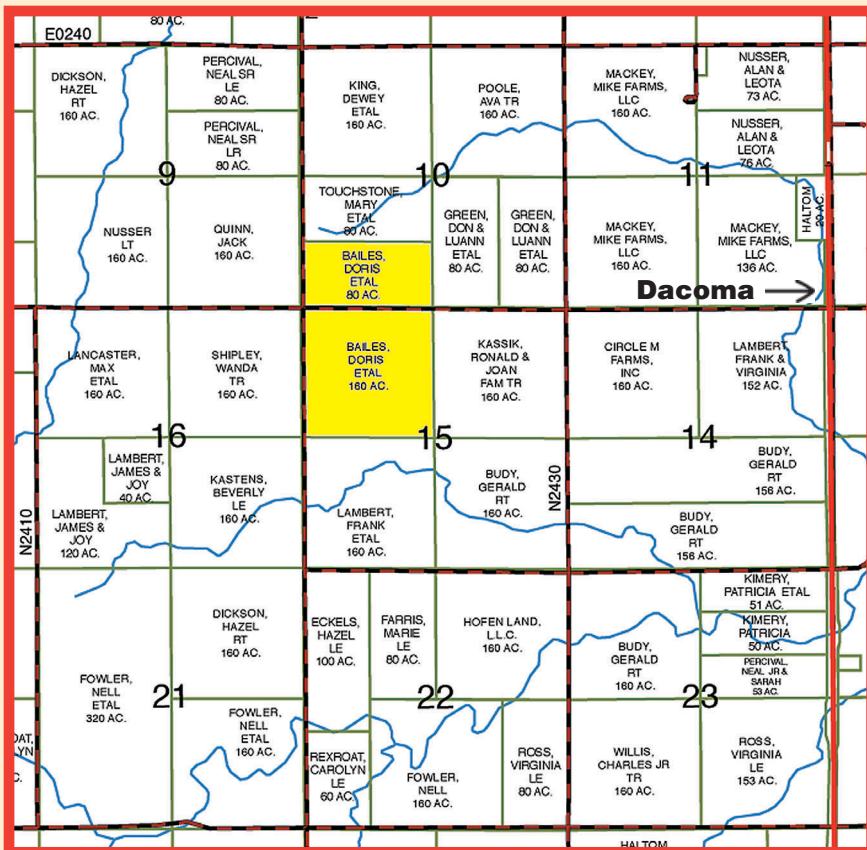 80 AC.
E0240
DICKSON,
HAZEL
RT
160 AC.
PERCIVAL,
NEAL SR
LE
80 AC.
PERCIVAL,
NEAL SR
LR
80 AC.
KING,
DEWEY
ETAL
160 AC.
POOLE,
AVA TR
160 AC.
MACKEY,
MIKE FARMS,
LLC
160 AC.
NUSSER,
ALAN &
LEOTA
73 AC.
NUSSER,
ALAN &
LEOTA
76 AC.
9
10
11
NUSSER
LT
160 AC.
QUINN,
JACK
160 AC.
TOUCHSTONE,
MARY
ETAL
80 AC.
BAILES,
DORIS
ETAL
80 AC.
GREEN,
DON &
LUANN
ETAL
80 AC.
GREEN,
DON &
LUANN
ETAL
80 AC.
MACKEY,
MIKE FARMS,
LLC
160 AC.
MACKEY,
MIKE FARMS,
LLC
136 AC.
HALTOM
20 AC.
Dacoma
LANCASTER,
MAX
ETAL
160 AC.
SHIPLEY,
WANDA
TR
160 AC.
BAILES,
DORIS
ETAL
160 AC.
KASSIK,
RONALD &
JOAN
FAM TR
160 AC.
CIRCLE M
FARMS,
INC
160 AC.
LAMBERT,
FRANK &
VIRGINIA
152 AC.
16
15
14
LAMBERT,
JAMES &
JOY
40 AC.
LAMBERT,
JAMES &
JOY
120 AC.
N2410
KASTENS,
BEVERLY
LE
160 AC.
LAMBERT,
FRANK
ETAL
160 AC.
BUDY,
GERALD
RT
160 AC.
N2430
BUDY,
GERALD
RT
156 AC.
BUDY,
GERALD
RT
156 AC.
DICKSON,
HAZEL
RT
160 AC.
ECKELS,
HAZEL
LE
100 AC.
FARRIS,
MARIE
LE
80 AC.
HOFEN LAND,
L.L.C.
160 AC.
BUDY,
GERALD
RT
160 AC.
KIMERY,
PATRICIA ETAL
51 AC.
KIMERY,
PATRICIA
50 AC.
PERCIVAL,
NEAL JR &
SARAH
53 AC.
FOWLER,
NELL
ETAL
320 AC.
21
22
23
FOWLER,
NELL
ETAL
160 AC.
REXROAT,
CAROLYN
LE
60 AC.
FOWLER,
NELL
160 AC.
ROSS,
VIRGINIA
LE
80 AC.
WILLIS,
CHARLES JR
TR
160 AC.
ROSS,
VIRGINIA
LE
153 AC.
HALTOM